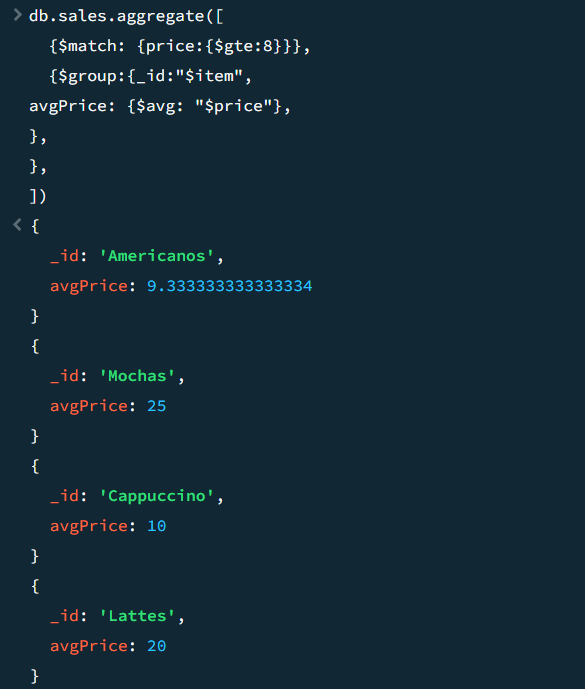 db.sales.aggregate([
{$match: {price:{$gte:8}}},
{$group:{_id:"$item",
avgPrice: {$avg: "$price"},
},
},
])
{
_id: 'Americanos',
avgPrice: 9.333333333333334
}
{
_id: 'Mochas',
avgPrice: 25
}
{
_id: 'Cappuccino',
avgPrice: 10
}
{
_id: 'Lattes',
avgPrice: 20
}